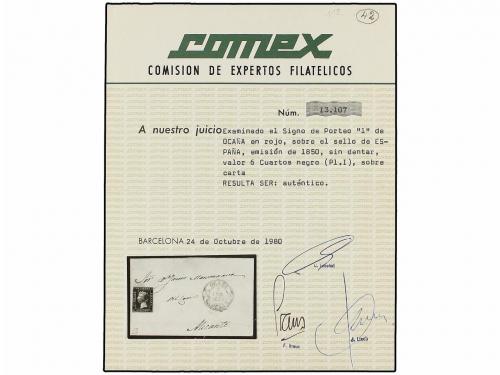 42
comex
COMISION DE EXPERTOS FILATELICOS
Núm. 13.107
A nuestro juicio Examinado el Signo de Porteo "1" de
OCAÑA en rojo, sobre el sello de ES-
PAÑA, emisión de 1850, sin dentar,
valor 6 Cuartos negro (Pl.I), sobre
carta
RESULTA SER: auténtico.
BARCELONA 24 de Octubre de 1980
Alicante